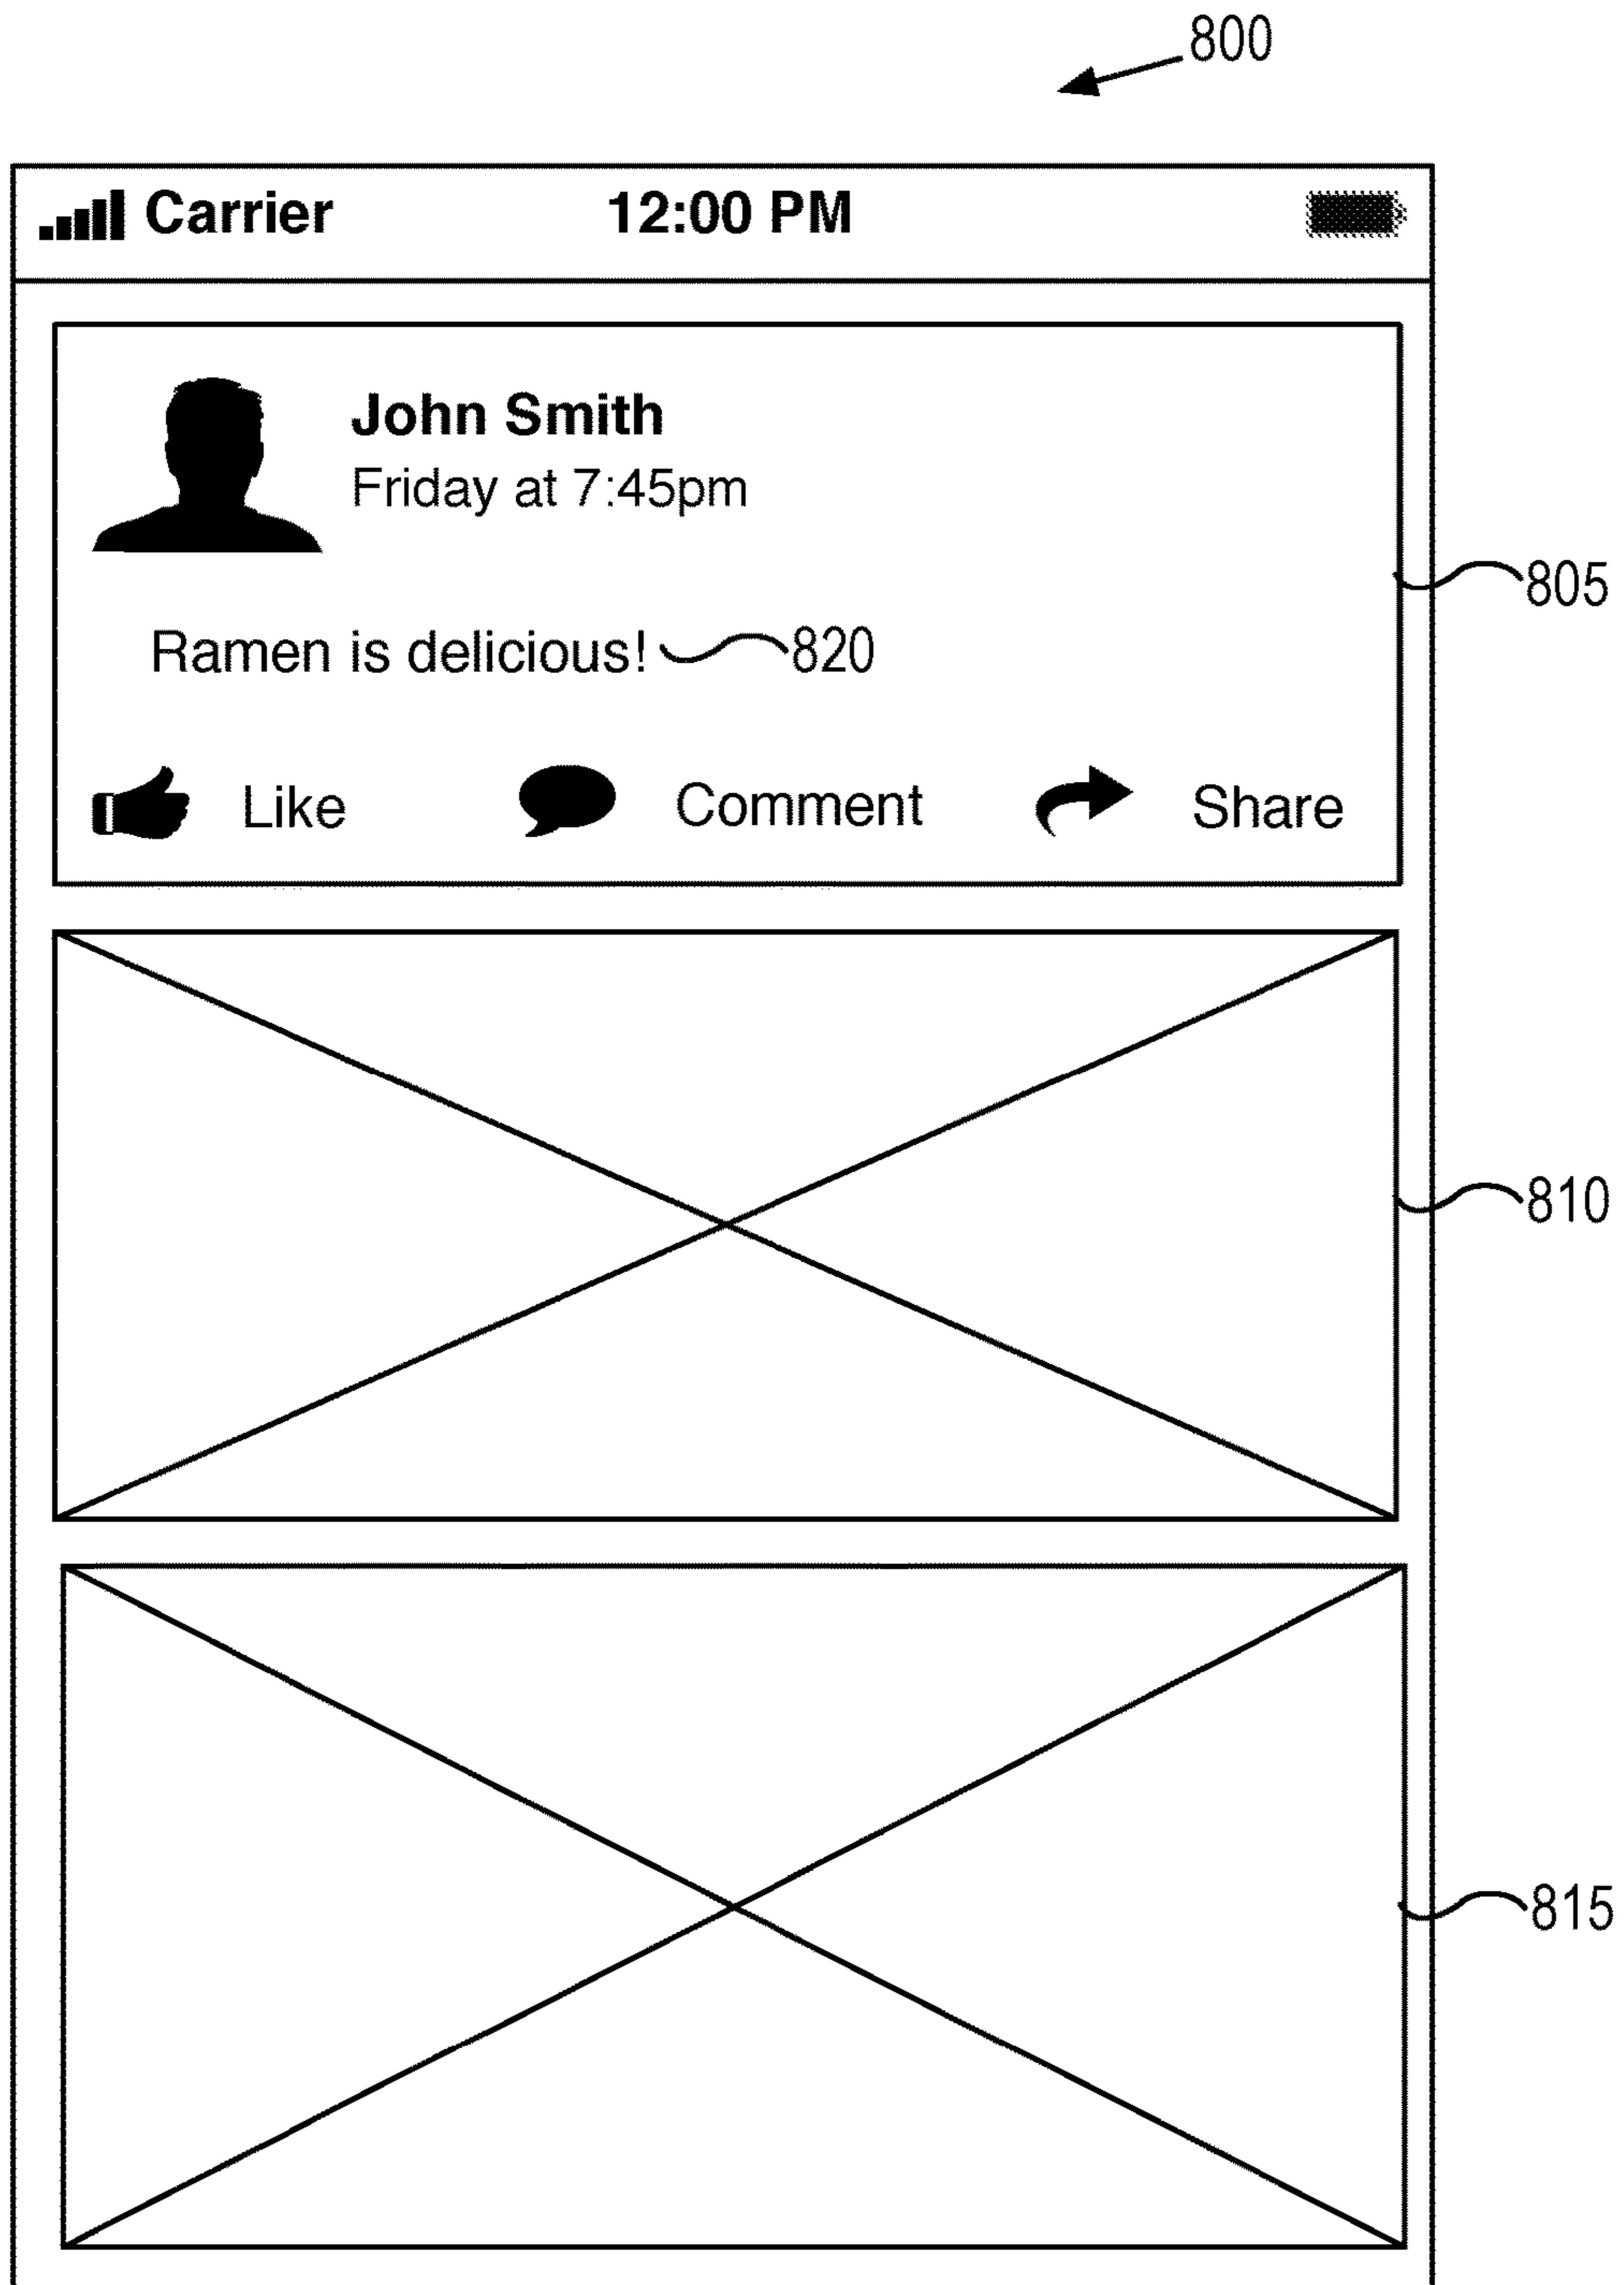 800
Carrier 12:00 PM
John Smith
Friday at 7:45pm
805
Ramen is delicious! 820
Like Comment Share
810
815